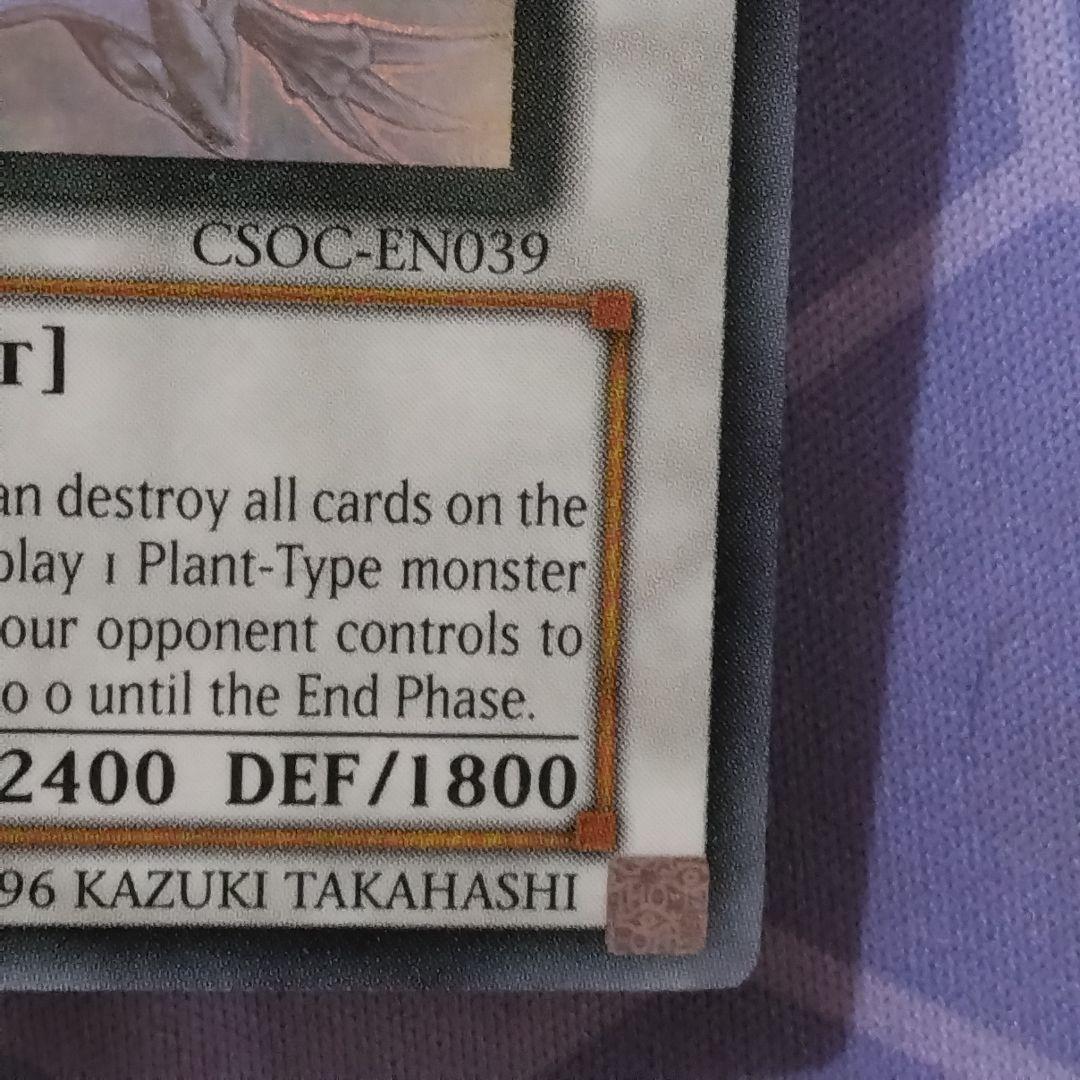 CSOC-EN039
T]
an destroy all cards on the
play 1 Plant-Type monster
our opponent controls to
o 0 until the End Phase.
2400 DEF/1800
96 KAZUKI TAKAHASHI